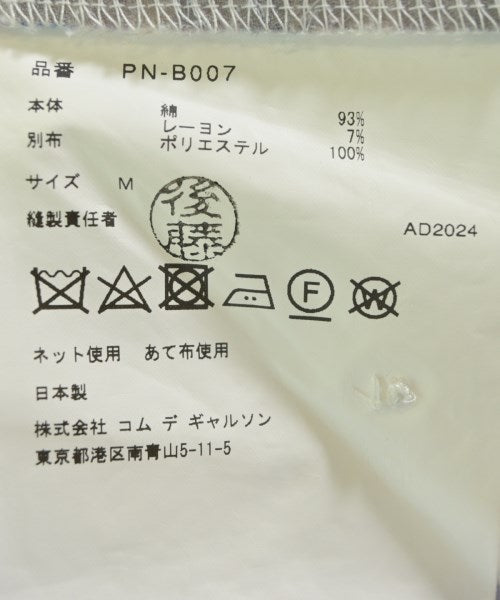 品番 PN-B007
本体 綿 93%
レーヨン 7%
別布 ポリエステル 100%
サイズ M
後藤
縫製責任者 AD2024
F W
ネット使用 あて布使用
日本製
株式会社 コム デ ギャルソン
東京都港区南青山5-11-5